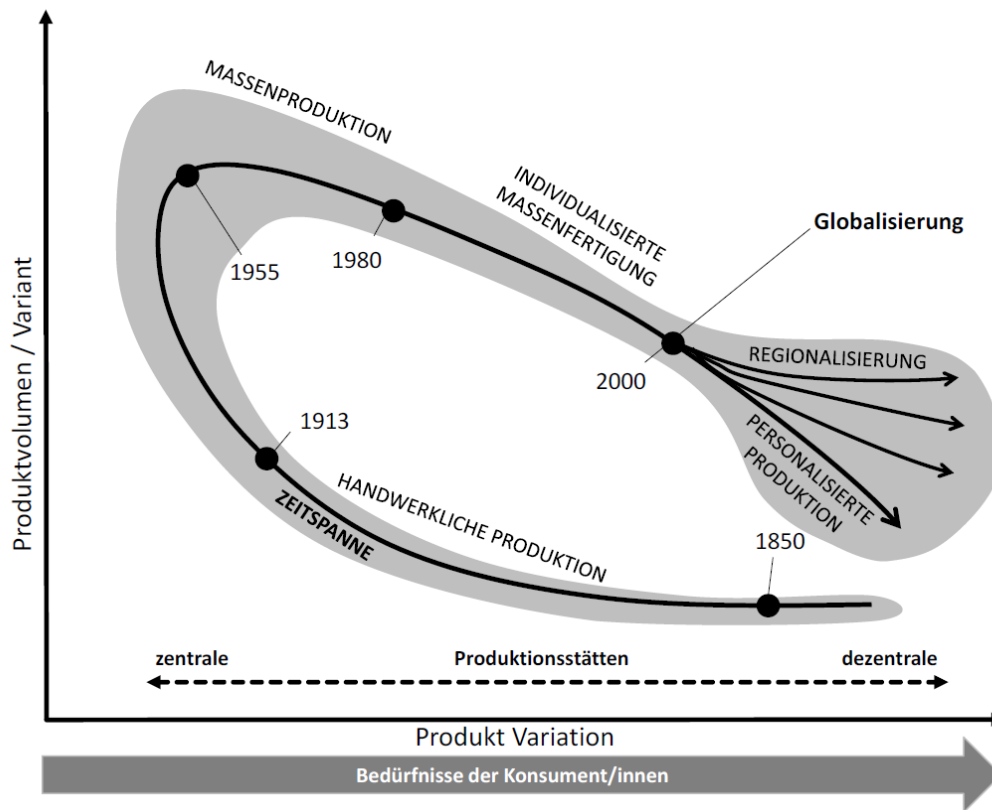 MASSENPRODUKTION
INDIVIDUALISIERTE
MASSENFERTIGUNG
Globalisierung
1955
1980
2000
REGIONALISIERUNG
PERSONALISIERTE
PRODUKTION
1913
ZEITSPANNE
HANDWERKLICHE PRODUKTION
1850
Produktvolumen / Variant
zentrale Produktionsstätten dezentrale
Produkt Variation
Bedürfnisse der Konsument/innen